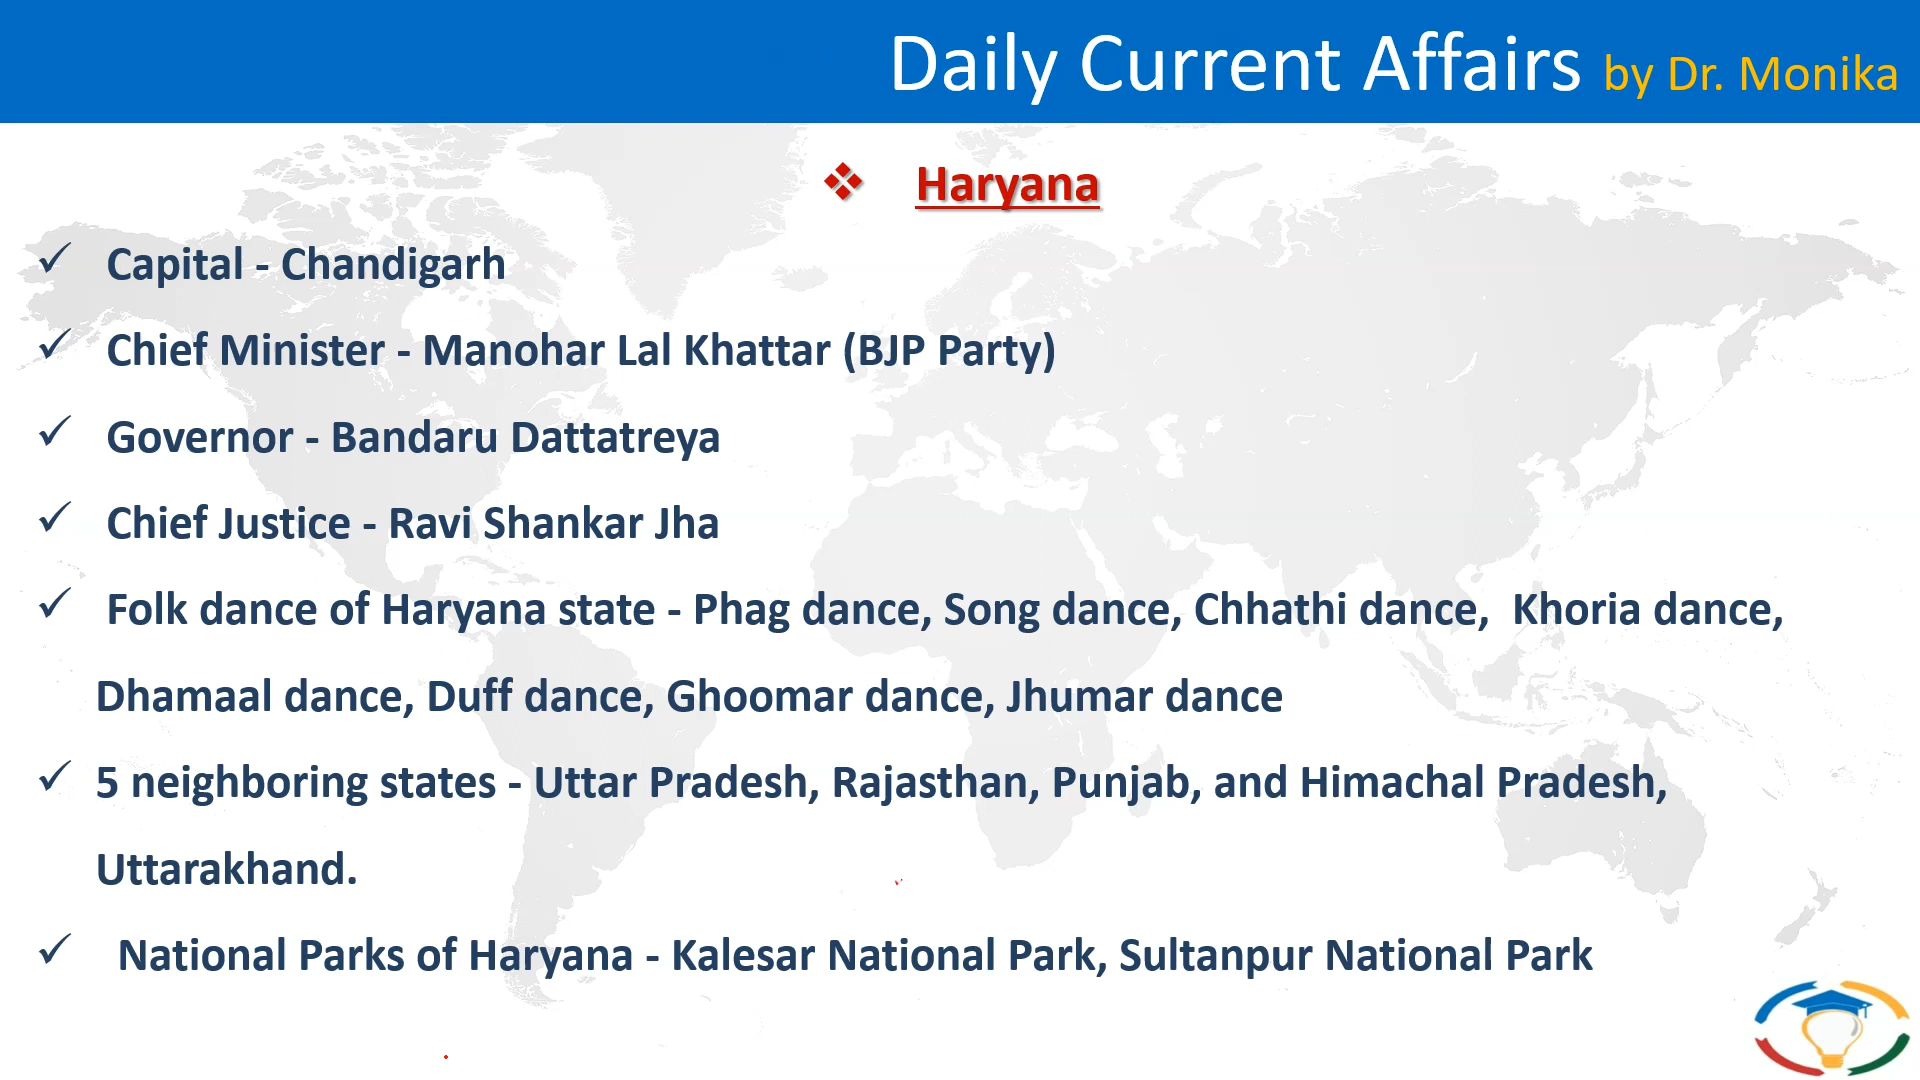 Daily Current Affairs by Dr. Monika
❖ Haryana
✓ Capital - Chandigarh
✓ Chief Minister - Manohar Lal Khattar (BJP Party)
✓ Governor - Bandaru Dattatreya
✓ Chief Justice - Ravi Shankar Jha
✓ Folk dance of Haryana state - Phag dance, Song dance, Chhathi dance, Khoria dance,
Dhamaal dance, Duff dance, Ghoomar dance, Jhumar dance
✓ 5 neighboring states - Uttar Pradesh, Rajasthan, Punjab, and Himachal Pradesh,
Uttarakhand.
✓ National Parks of Haryana - Kalesar National Park, Sultanpur National Park